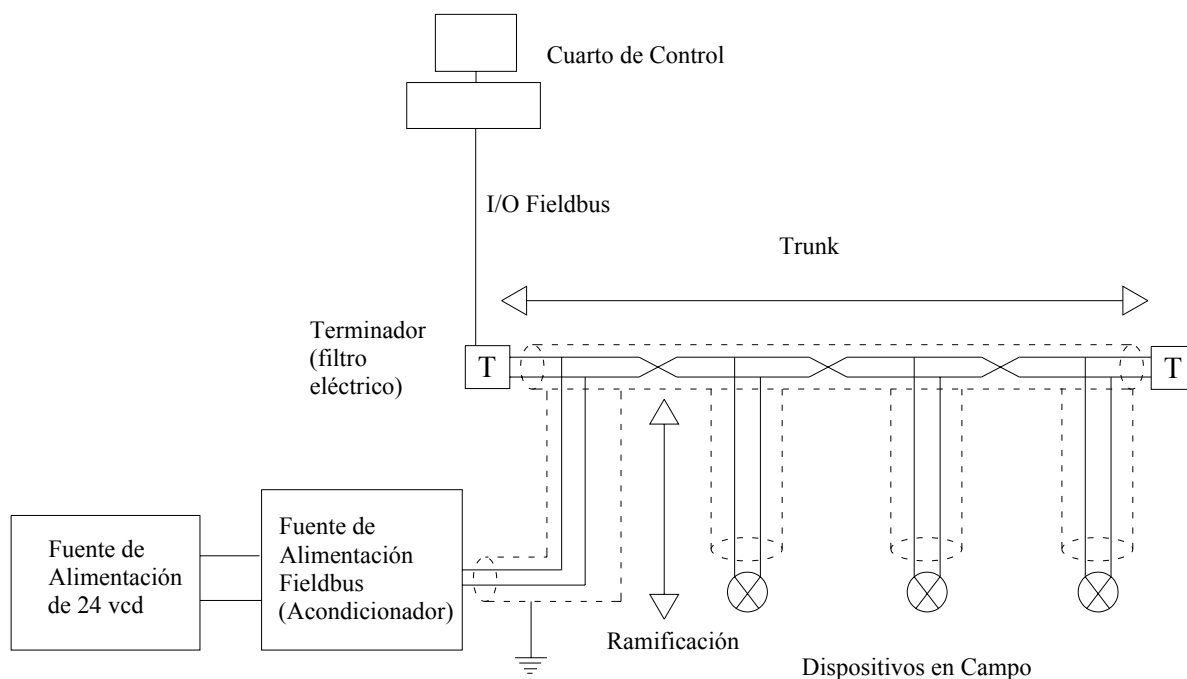 Cuarto de Control
I/O Fieldbus
Trunk
Terminador
(filtro
eléctrico)
T
T
Fuente de
Alimentación
de 24 vcd
Fuente de
Alimentación
Fieldbus
(Acondicionador)
Ramificación
Dispositivos en Campo